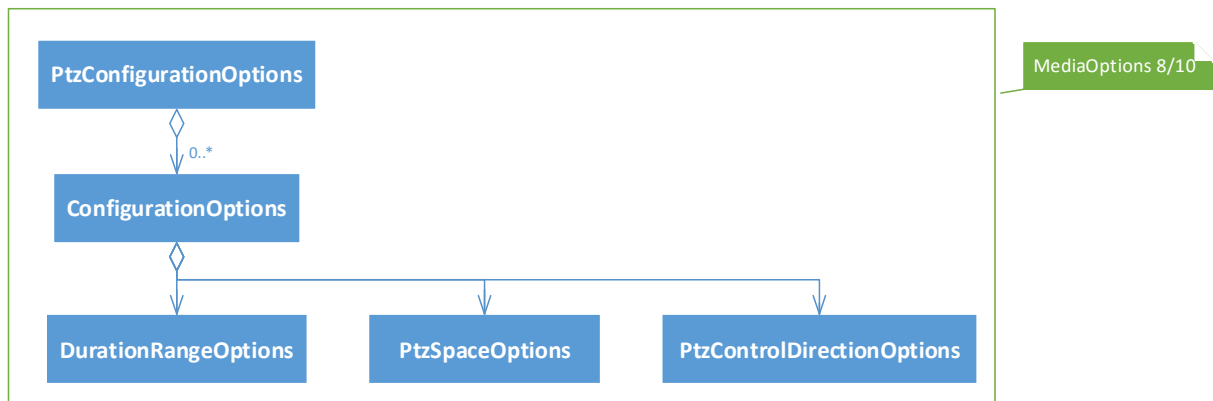 PtzConfigurationOptions
MediaOptions 8/10
0..*
ConfigurationOptions
DurationRangeOptions
PtzSpaceOptions
PtzControlDirectionOptions